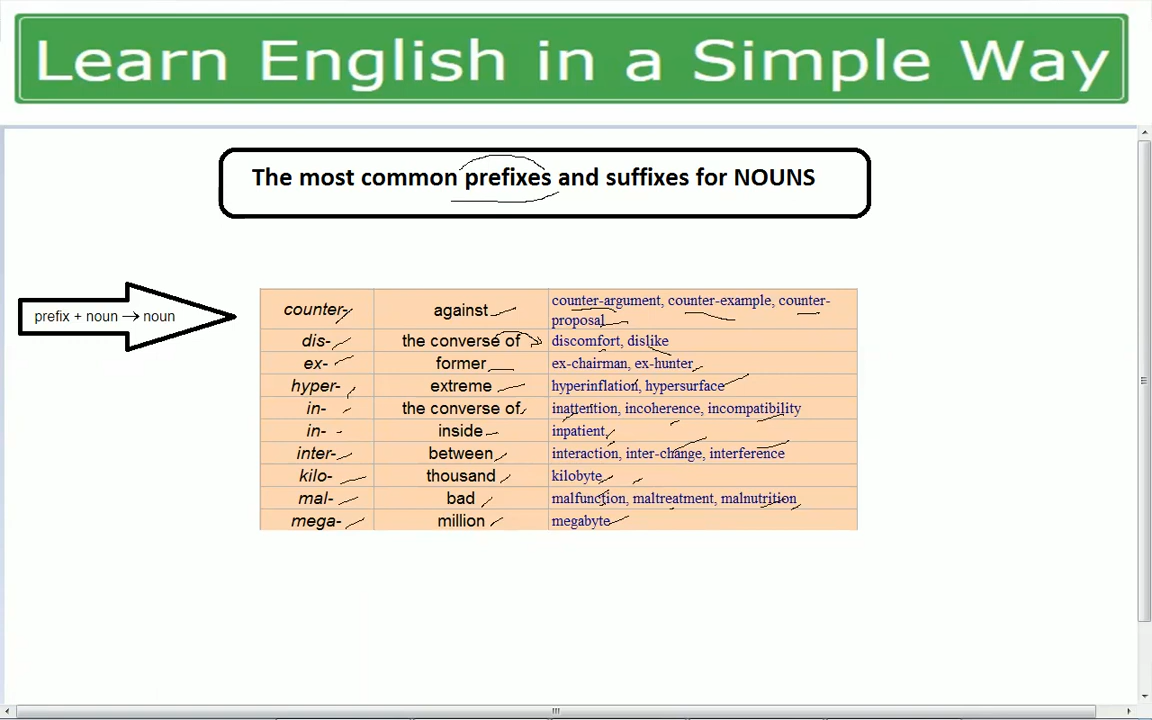 Learn English in a Simple Way
The most common prefixes and suffixes for NOUNS
prefix + noun → noun
counter- against counter-argument, counter-example, counter-
proposal
dis- the converse of discomfort, dislike
ex- former ex-chairman, ex-hunter
hyper- extreme hyperinflation, hypersurface
in- the converse of inattention, incoherence, incompatibility
in- inside inpatient,
inter- between interaction, inter-change, interference
kilo- thousand kilobyte
mal- bad malfunction, maltreatment, malnutrition
mega- million megabyte